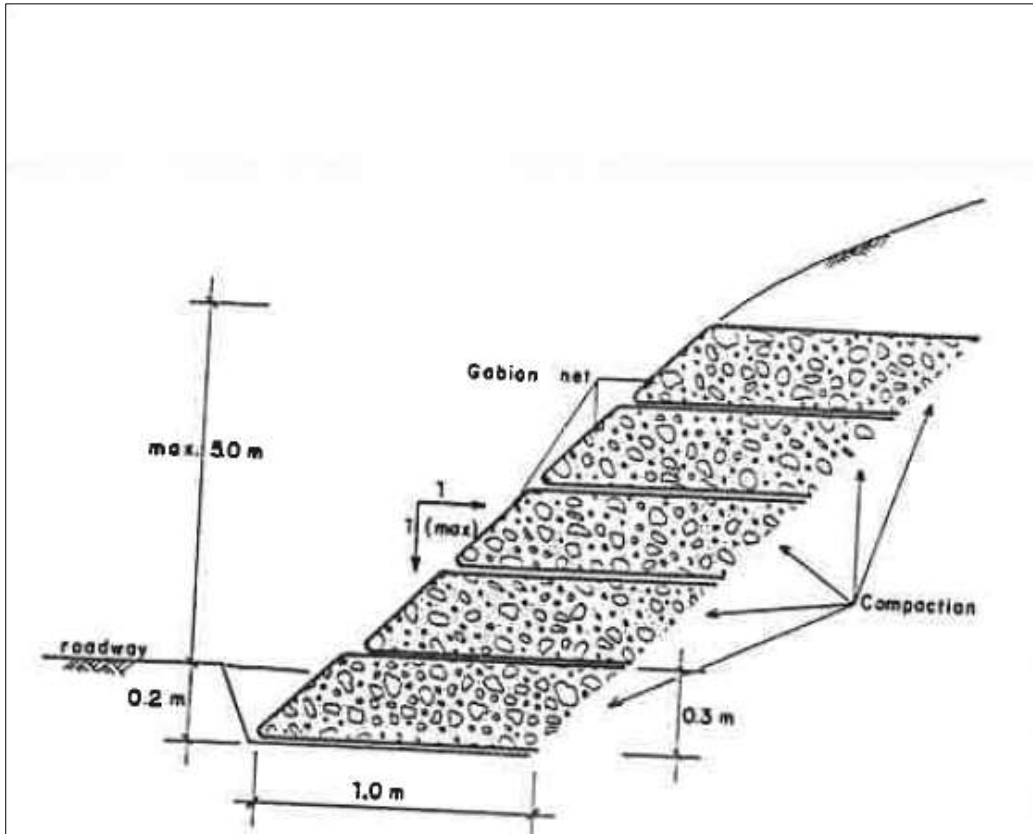 Gabion net
max. 5.0 m
1
1 (max)
Compaction
roadway
0.2 m
0.3 m
1.0 m